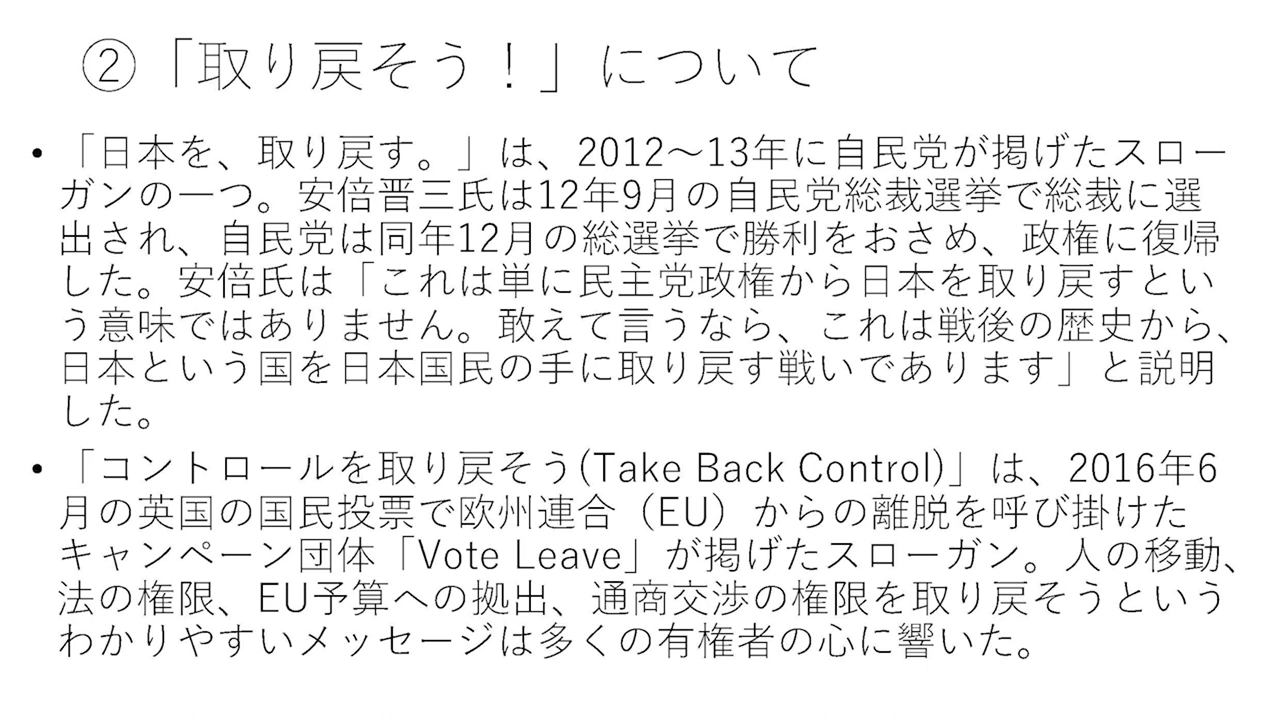 ②「取り戻そう！」について
• 「日本を、取り戻す。」は、2012～13年に自民党が掲げたスロー
ガンの一つ。安倍晋三氏は12年9月の自民党総裁選挙で総裁に選
出され、自民党は同年12月の総選挙で勝利をおさめ、政権に復帰
した。安倍氏は「これは単に民主党政権から日本を取り戻すとい
う意味ではありません。敢えて言うなら、これは戦後の歴史から、
日本という国を日本国民の手に取り戻す戦いであります」と説明
した。
• 「コントロールを取り戻そう(Take Back Control)」は、2016年6
月の英国の国民投票で欧州連合（EU）からの離脱を呼び掛けた
キャンペーン団体「Vote Leave」が掲げたスローガン。人の移動、
法の権限、EU予算への拠出、通商交渉の権限を取り戻そうという
わかりやすいメッセージは多くの有権者の心に響いた。